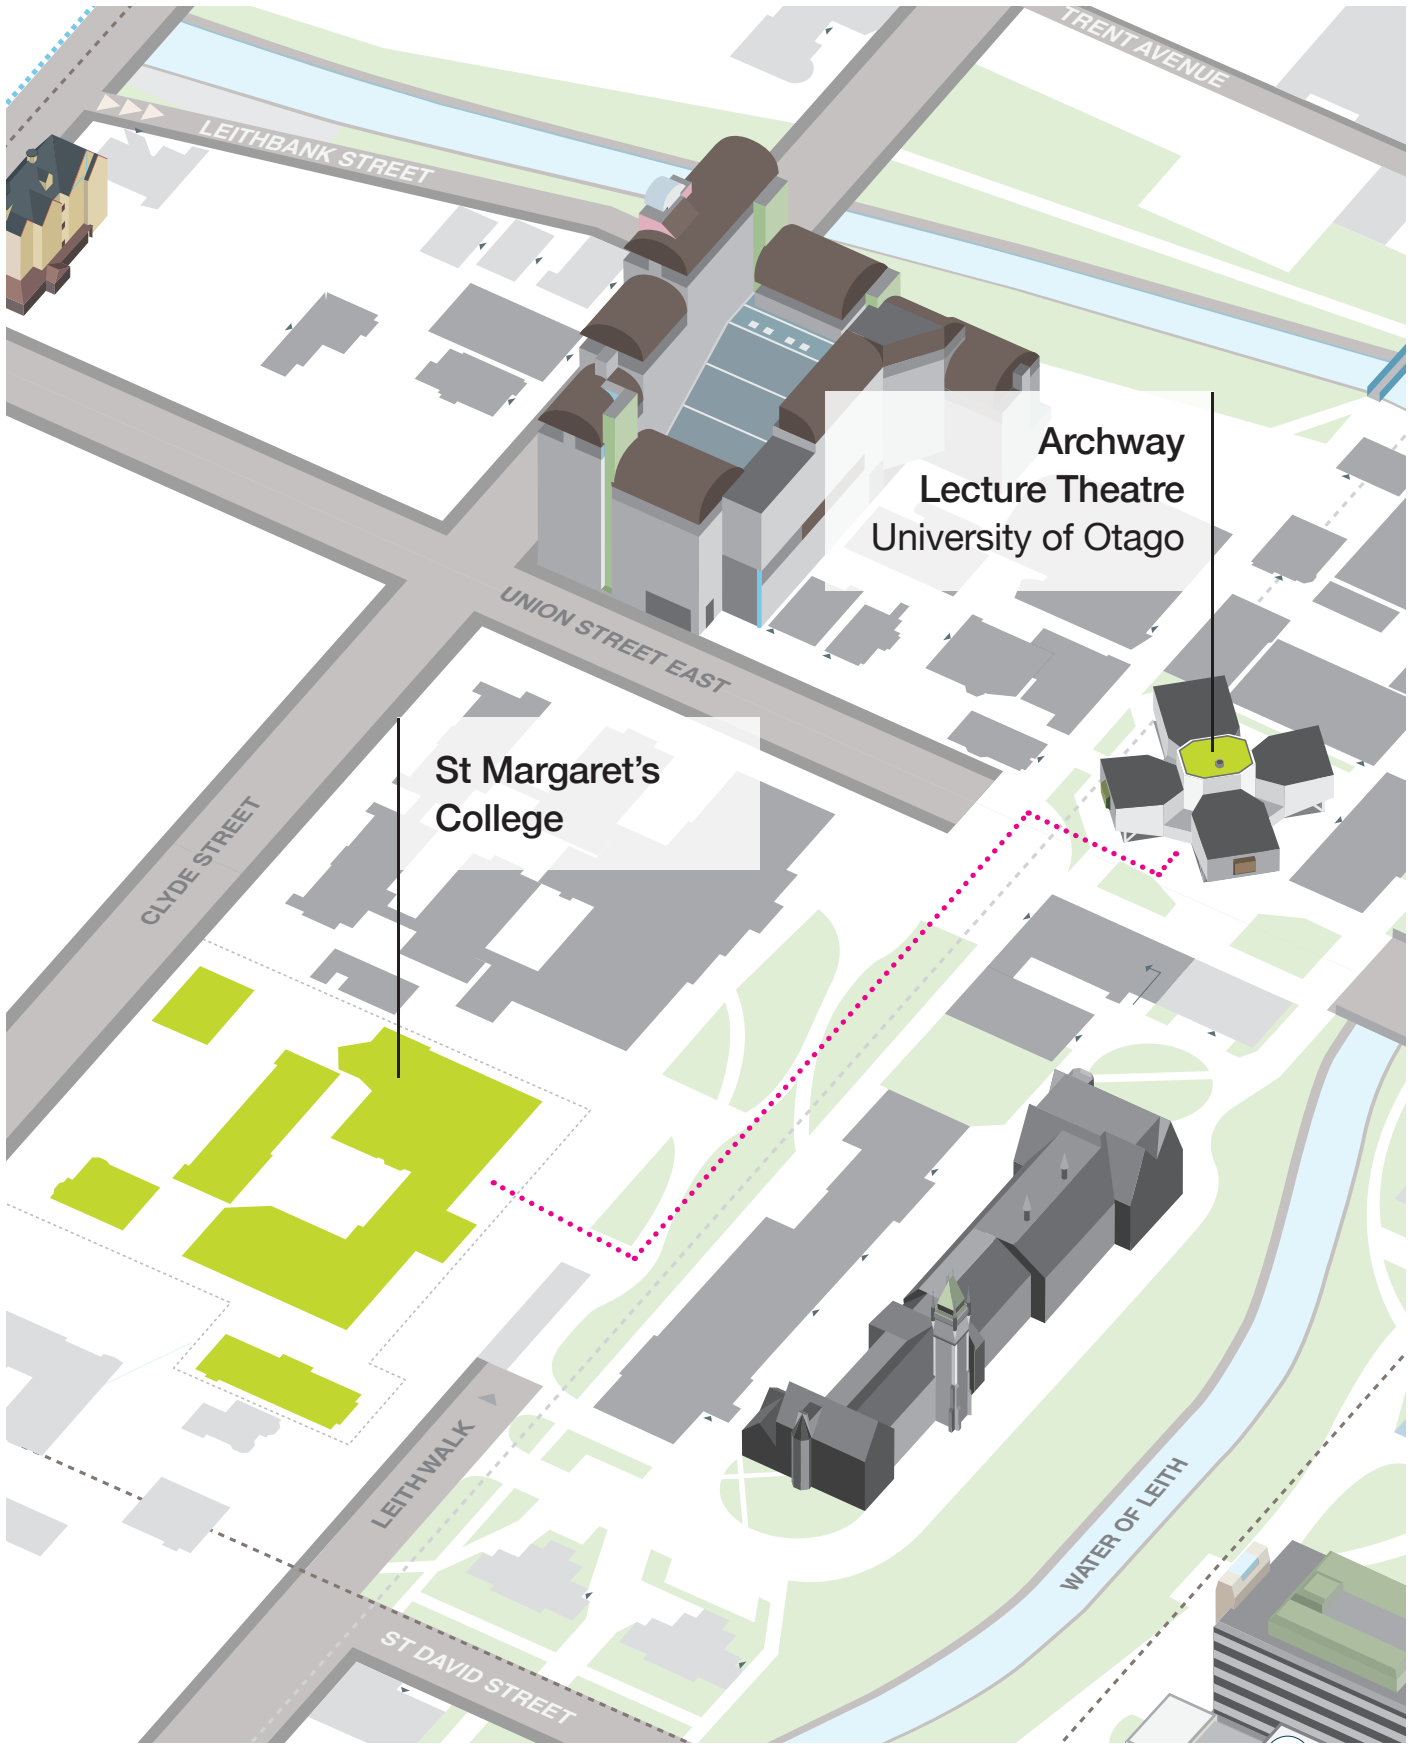 TRENT AVENUE
LEITHBANK STREET
Archway
Lecture Theatre
University of Otago
UNION STREET EAST
St Margaret’s
College
CLYDE STREET
LEITH WALK
WATER OF LEITH
ST DAVID STREET